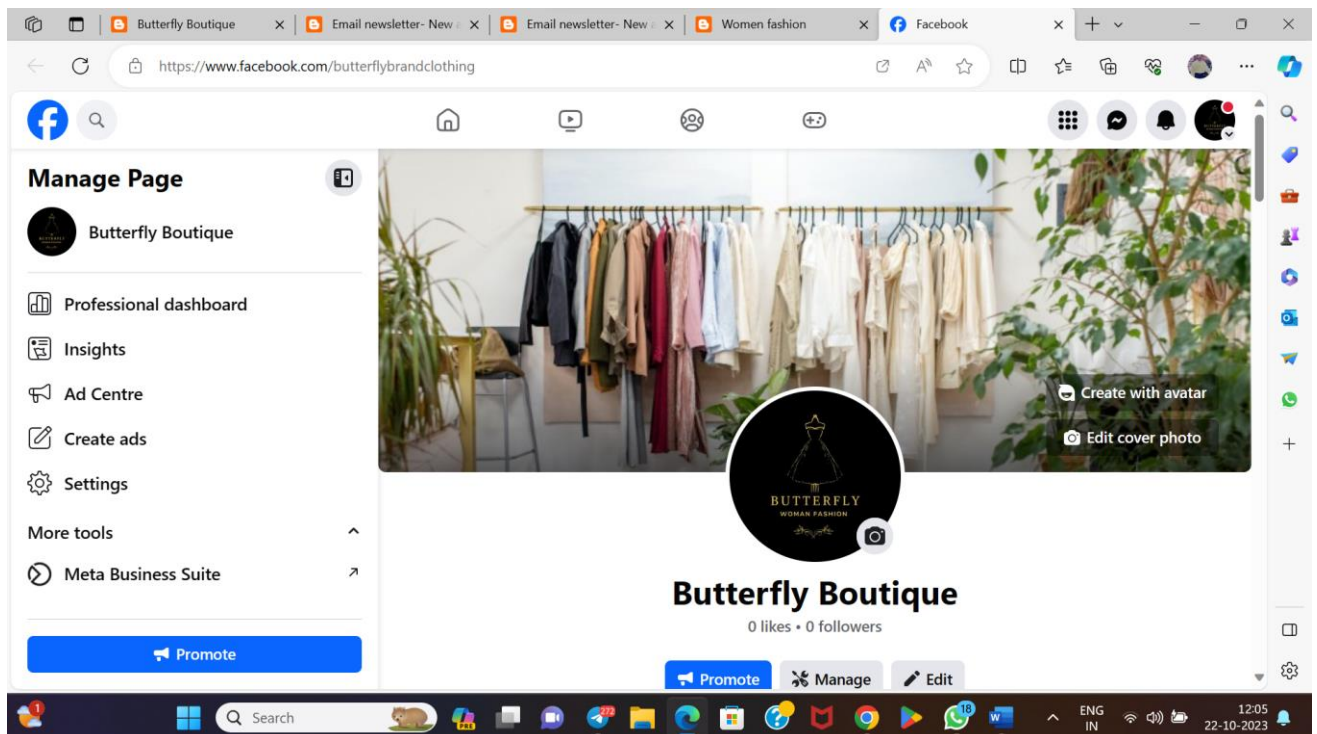 Butterfly Boutique
Email newsletter- New
Email newsletter- New
Women fashion
Facebook
https://www.facebook.com/butterflybrandclothing
Manage Page
Butterfly Boutique
Professional dashboard
Insights
Ad Centre
Create ads
Settings
More tools
Meta Business Suite
Promote
Create with avatar
Edit cover photo
BUTTERFLY
WOMAN FASHION
Butterfly Boutique
0 likes • 0 followers
Promote
Manage
Edit
1
Search
272
18
ENG
IN
12:05
22-10-2023